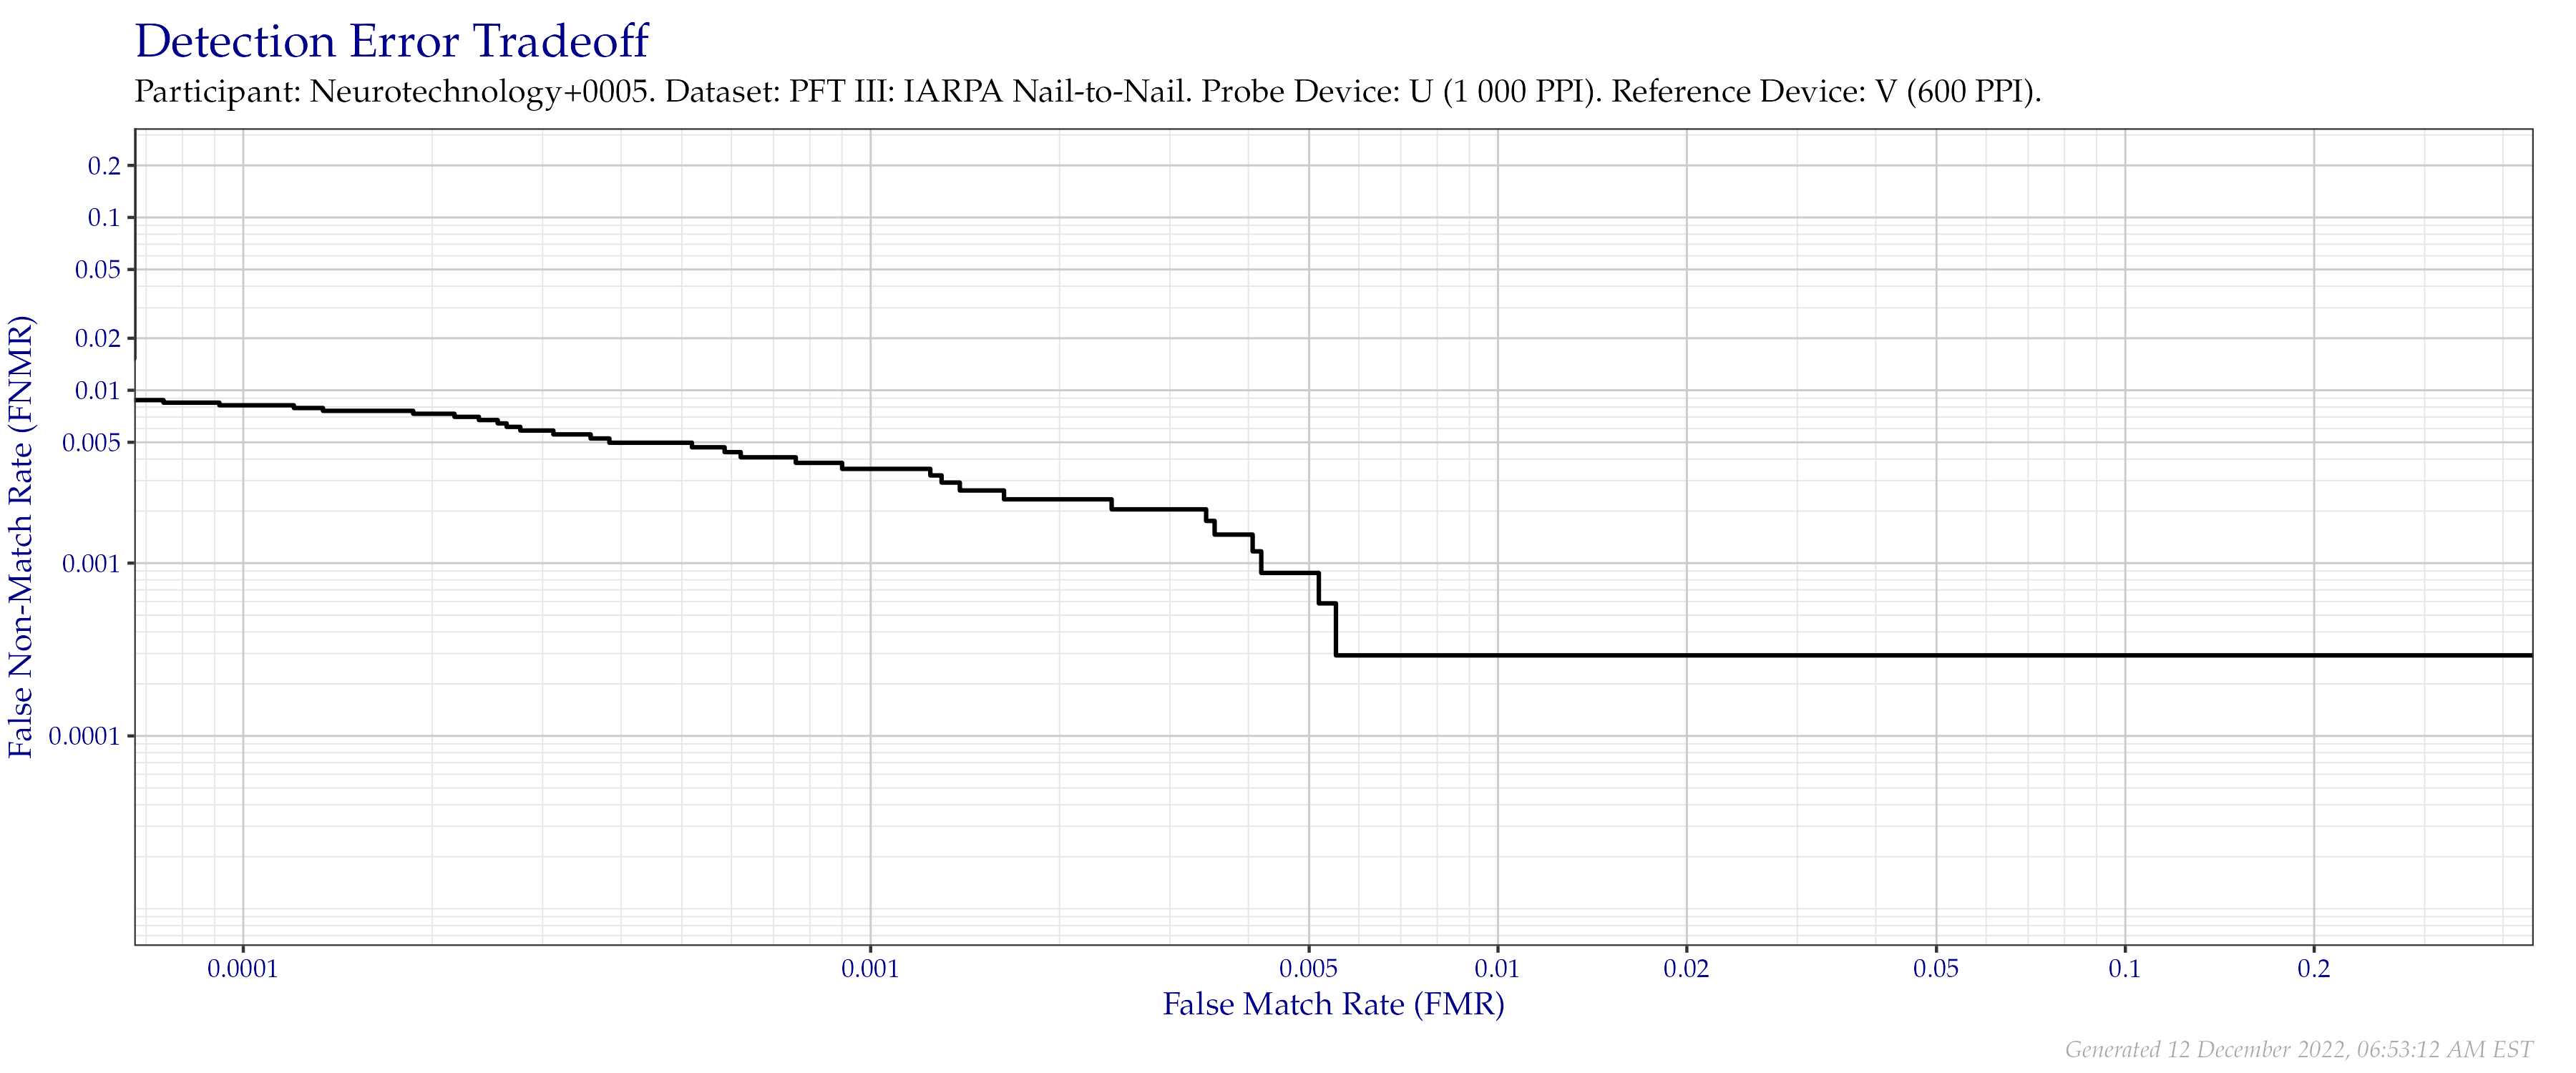 Detection Error Tradeoff
Participant: Neurotechnology+0005. Dataset: PFT III: IARPA Nail-to-Nail. Probe Device: U (1 000 PPI). Reference Device: V (600 PPI).
False Non-Match Rate (FNMR)
0.2
0.1
0.05
0.02
0.01
0.005
0.001
0.0001
0.0001 0.001 0.005 0.01 0.02 0.05 0.1 0.2
False Match Rate (FMR)
Generated 12 December 2022, 06:53:12 AM EST